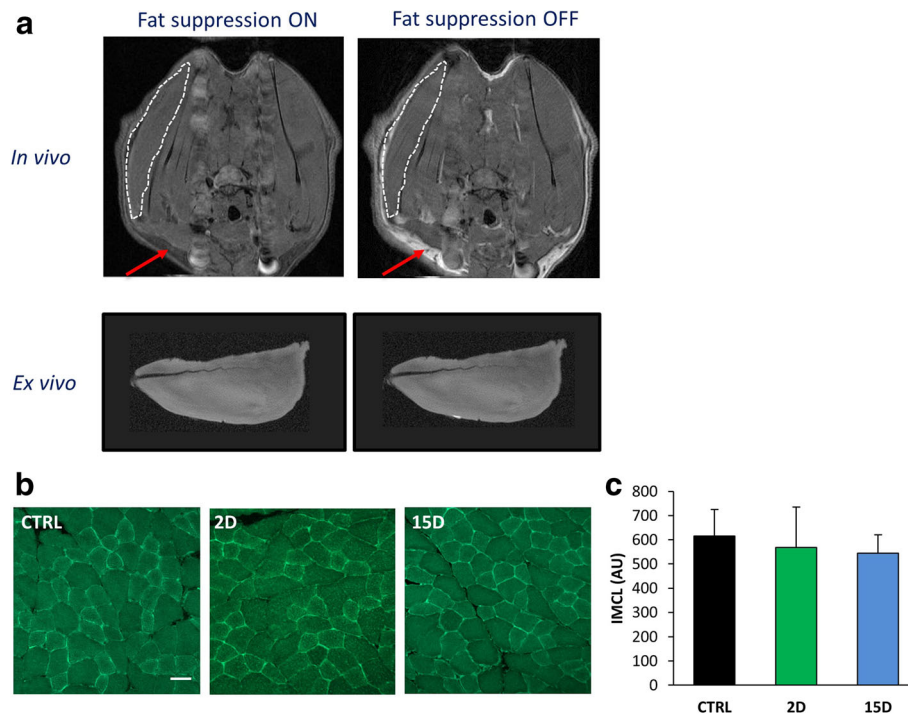 a
Fat suppression ON
Fat suppression OFF
In vivo
Ex vivo
b
CTRL
2D
15D
c
IMCL (AU)
800
700
600
500
400
300
200
100
0
CTRL
2D
15D